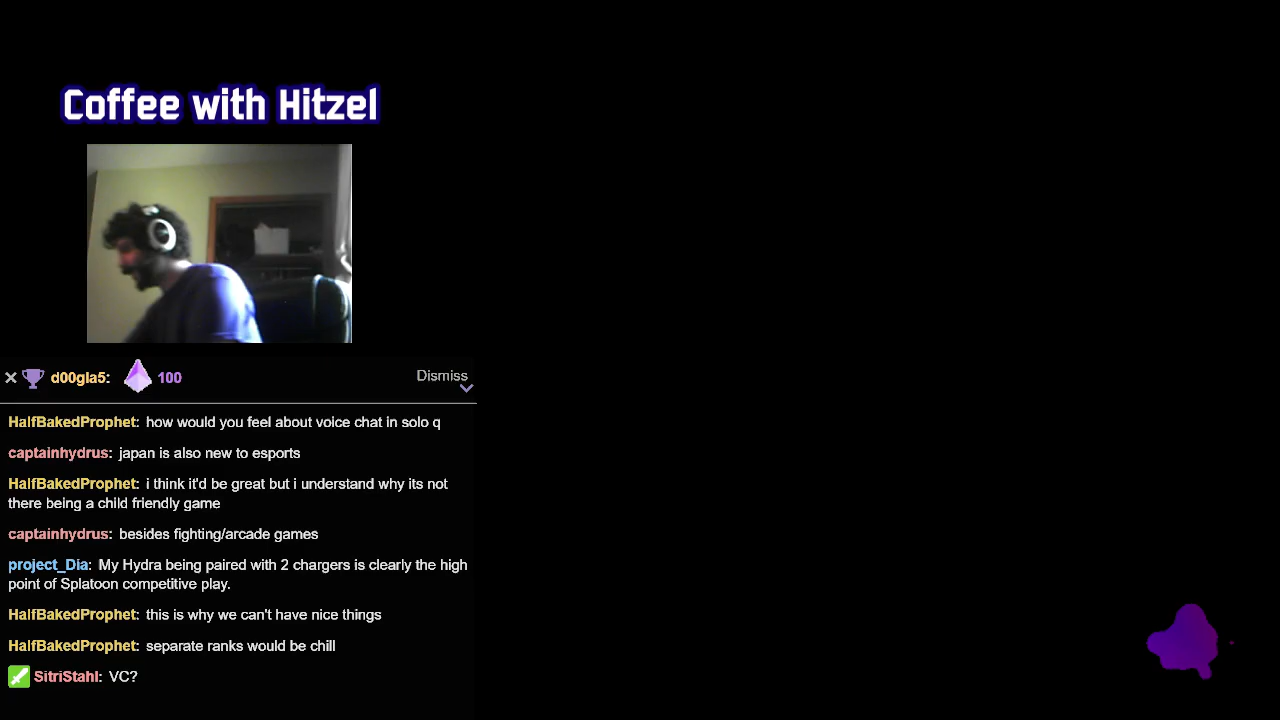 Coffee with Hitzel
d00gla5: 100 Dismiss
HalfBakedProphet: how would you feel about voice chat in solo q
captainhydrus: japan is also new to esports
HalfBakedProphet: i think it'd be great but i understand why its not
there being a child friendly game
captainhydrus: besides fighting/arcade games
project_Dia: My Hydra being paired with 2 chargers is clearly the high
point of Splatoon competitive play.
HalfBakedProphet: this is why we can't have nice things
HalfBakedProphet: separate ranks would be chill
SitriStahl: VC?